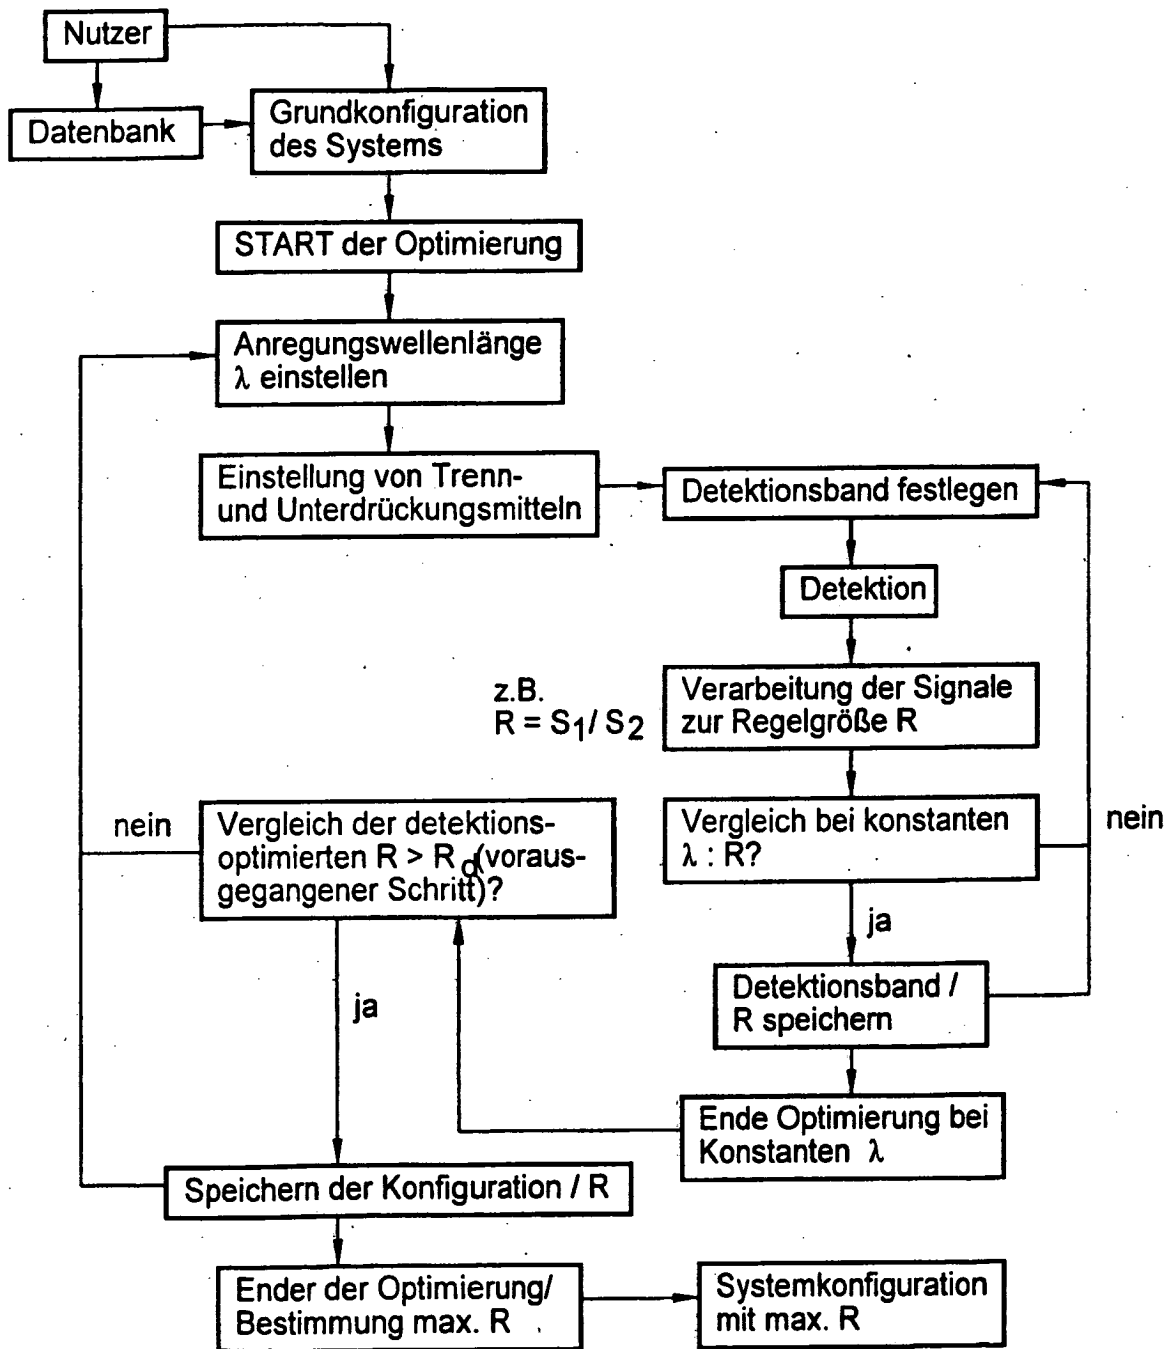 Nutzer
Datenbank
Grundkonfiguration
des Systems
START der Optimierung
Anregungswellenlänge
λ einstellen
Einstellung von Trenn-
und Unterdrückungsmitteln
Detektionsband festlegen
Detektion
z.B.
R = S1/ S2
Verarbeitung der Signale
zur Regelgröße R
nein
Vergleich der detektions-
optimierten R > Rd(voraus-
gegangener Schritt)?
Vergleich bei konstanten
λ : R?
nein
ja
Detektionsband /
R speichern
ja
Ende Optimierung bei
Konstanten λ
Speichern der Konfiguration / R
Ender der Optimierung/
Bestimmung max. R
Systemkonfiguration
mit max. R